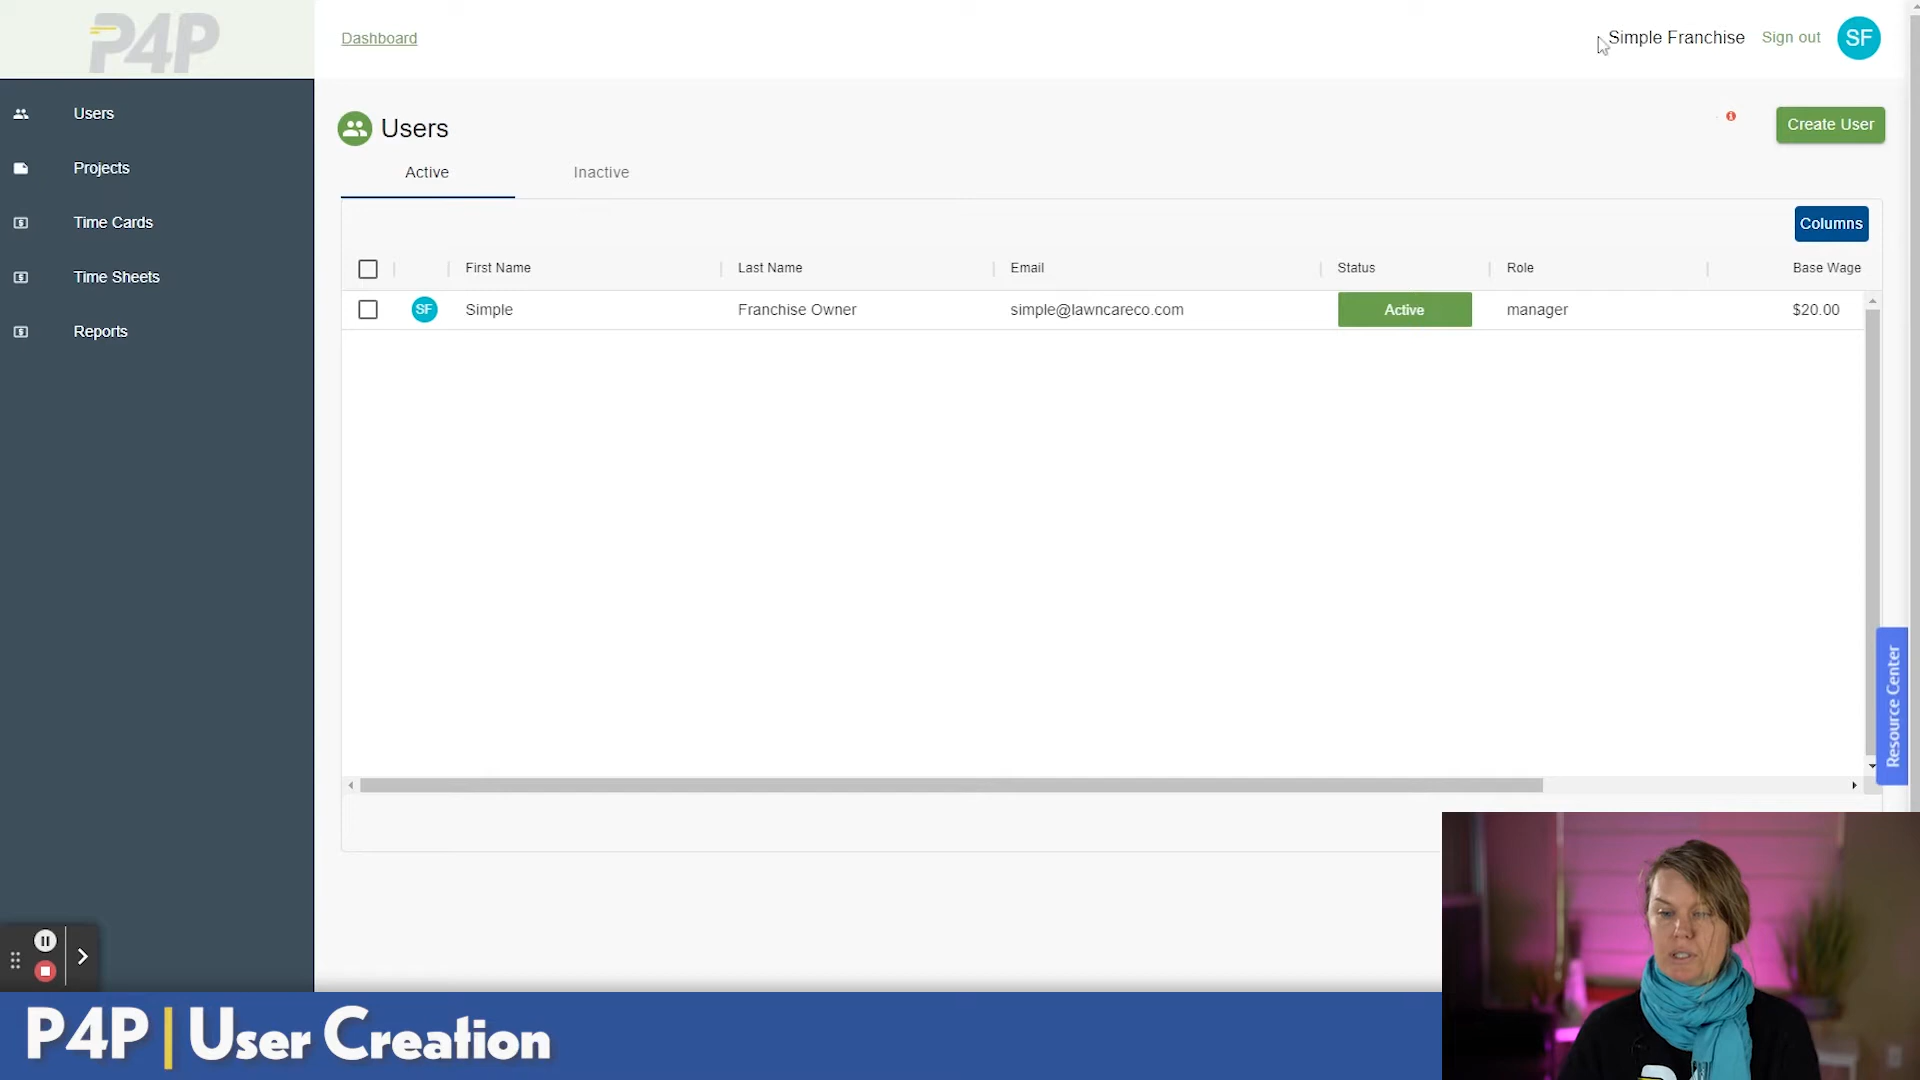 P4P
Dashboard
Simple Franchise
Sign out
SF
Users
Projects
Time Cards
Time Sheets
Reports
Users
Create User
Active
Inactive
Columns
First Name
Last Name
Email
Status
Role
Base Wage
SF
Simple
Franchise Owner
simple@lawncareco.com
Active
manager
$20.00
Resource Center
P4P | User Creation
P4P